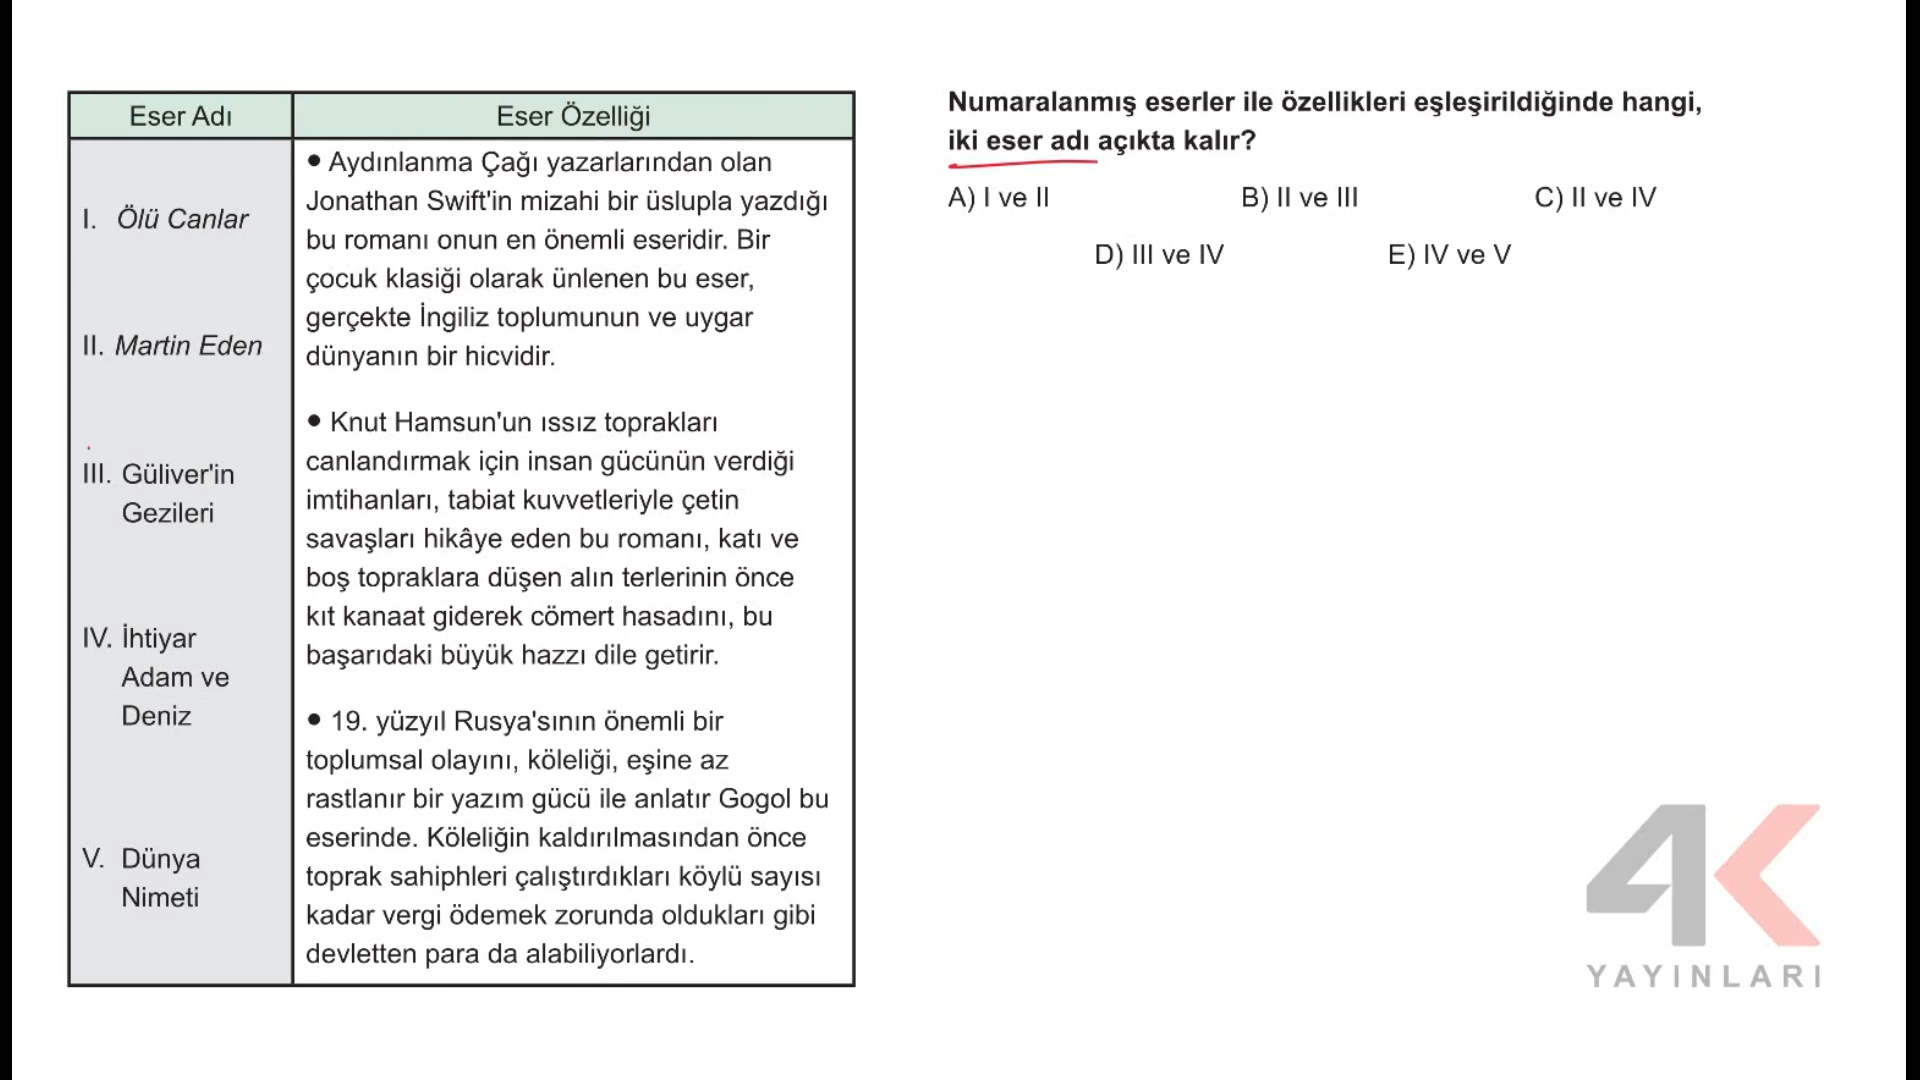 Eser Adı
Eser Özelliği
I. Ölü Canlar
II. Martin Eden
III. Güliver'in
Gezileri
IV. İhtiyar
Adam ve
Deniz
V. Dünya
Nimeti
• Aydınlanma Çağı yazarlarından olan
Jonathan Swift'in mizahi bir üslupla yazdığı
bu romanı onun en önemli eseridir. Bir
çocuk klasiği olarak ünlenen bu eser,
gerçekte İngiliz toplumunun ve uygar
dünyanın bir hicvidir.
• Knut Hamsun'un ıssız toprakları
canlandırmak için insan gücünün verdiği
imtihanları, tabiat kuvvetleriyle çetin
savaşları hikâye eden bu romanı, katı ve
boş topraklara düşen alın terlerinin önce
kıt kanaat giderek cömert hasadını, bu
başarıdaki büyük hazzı dile getirir.
• 19. yüzyıl Rusya'sının önemli bir
toplumsal olayını, köleliği, eşine az
rastlanır bir yazım gücü ile anlatır Gogol bu
eserinde. Köleliğin kaldırılmasından önce
toprak sahiphleri çalıştırdıkları köylü sayısı
kadar vergi ödemek zorunda oldukları gibi
devletten para da alabiliyorlardı.
Numaralanmış eserler ile özellikleri eşleşirildiğinde hangi,
iki eser adı açıkta kalır?
A) I ve II B) II ve III C) II ve IV
D) III ve IV E) IV ve V
4K
YAYINLARI